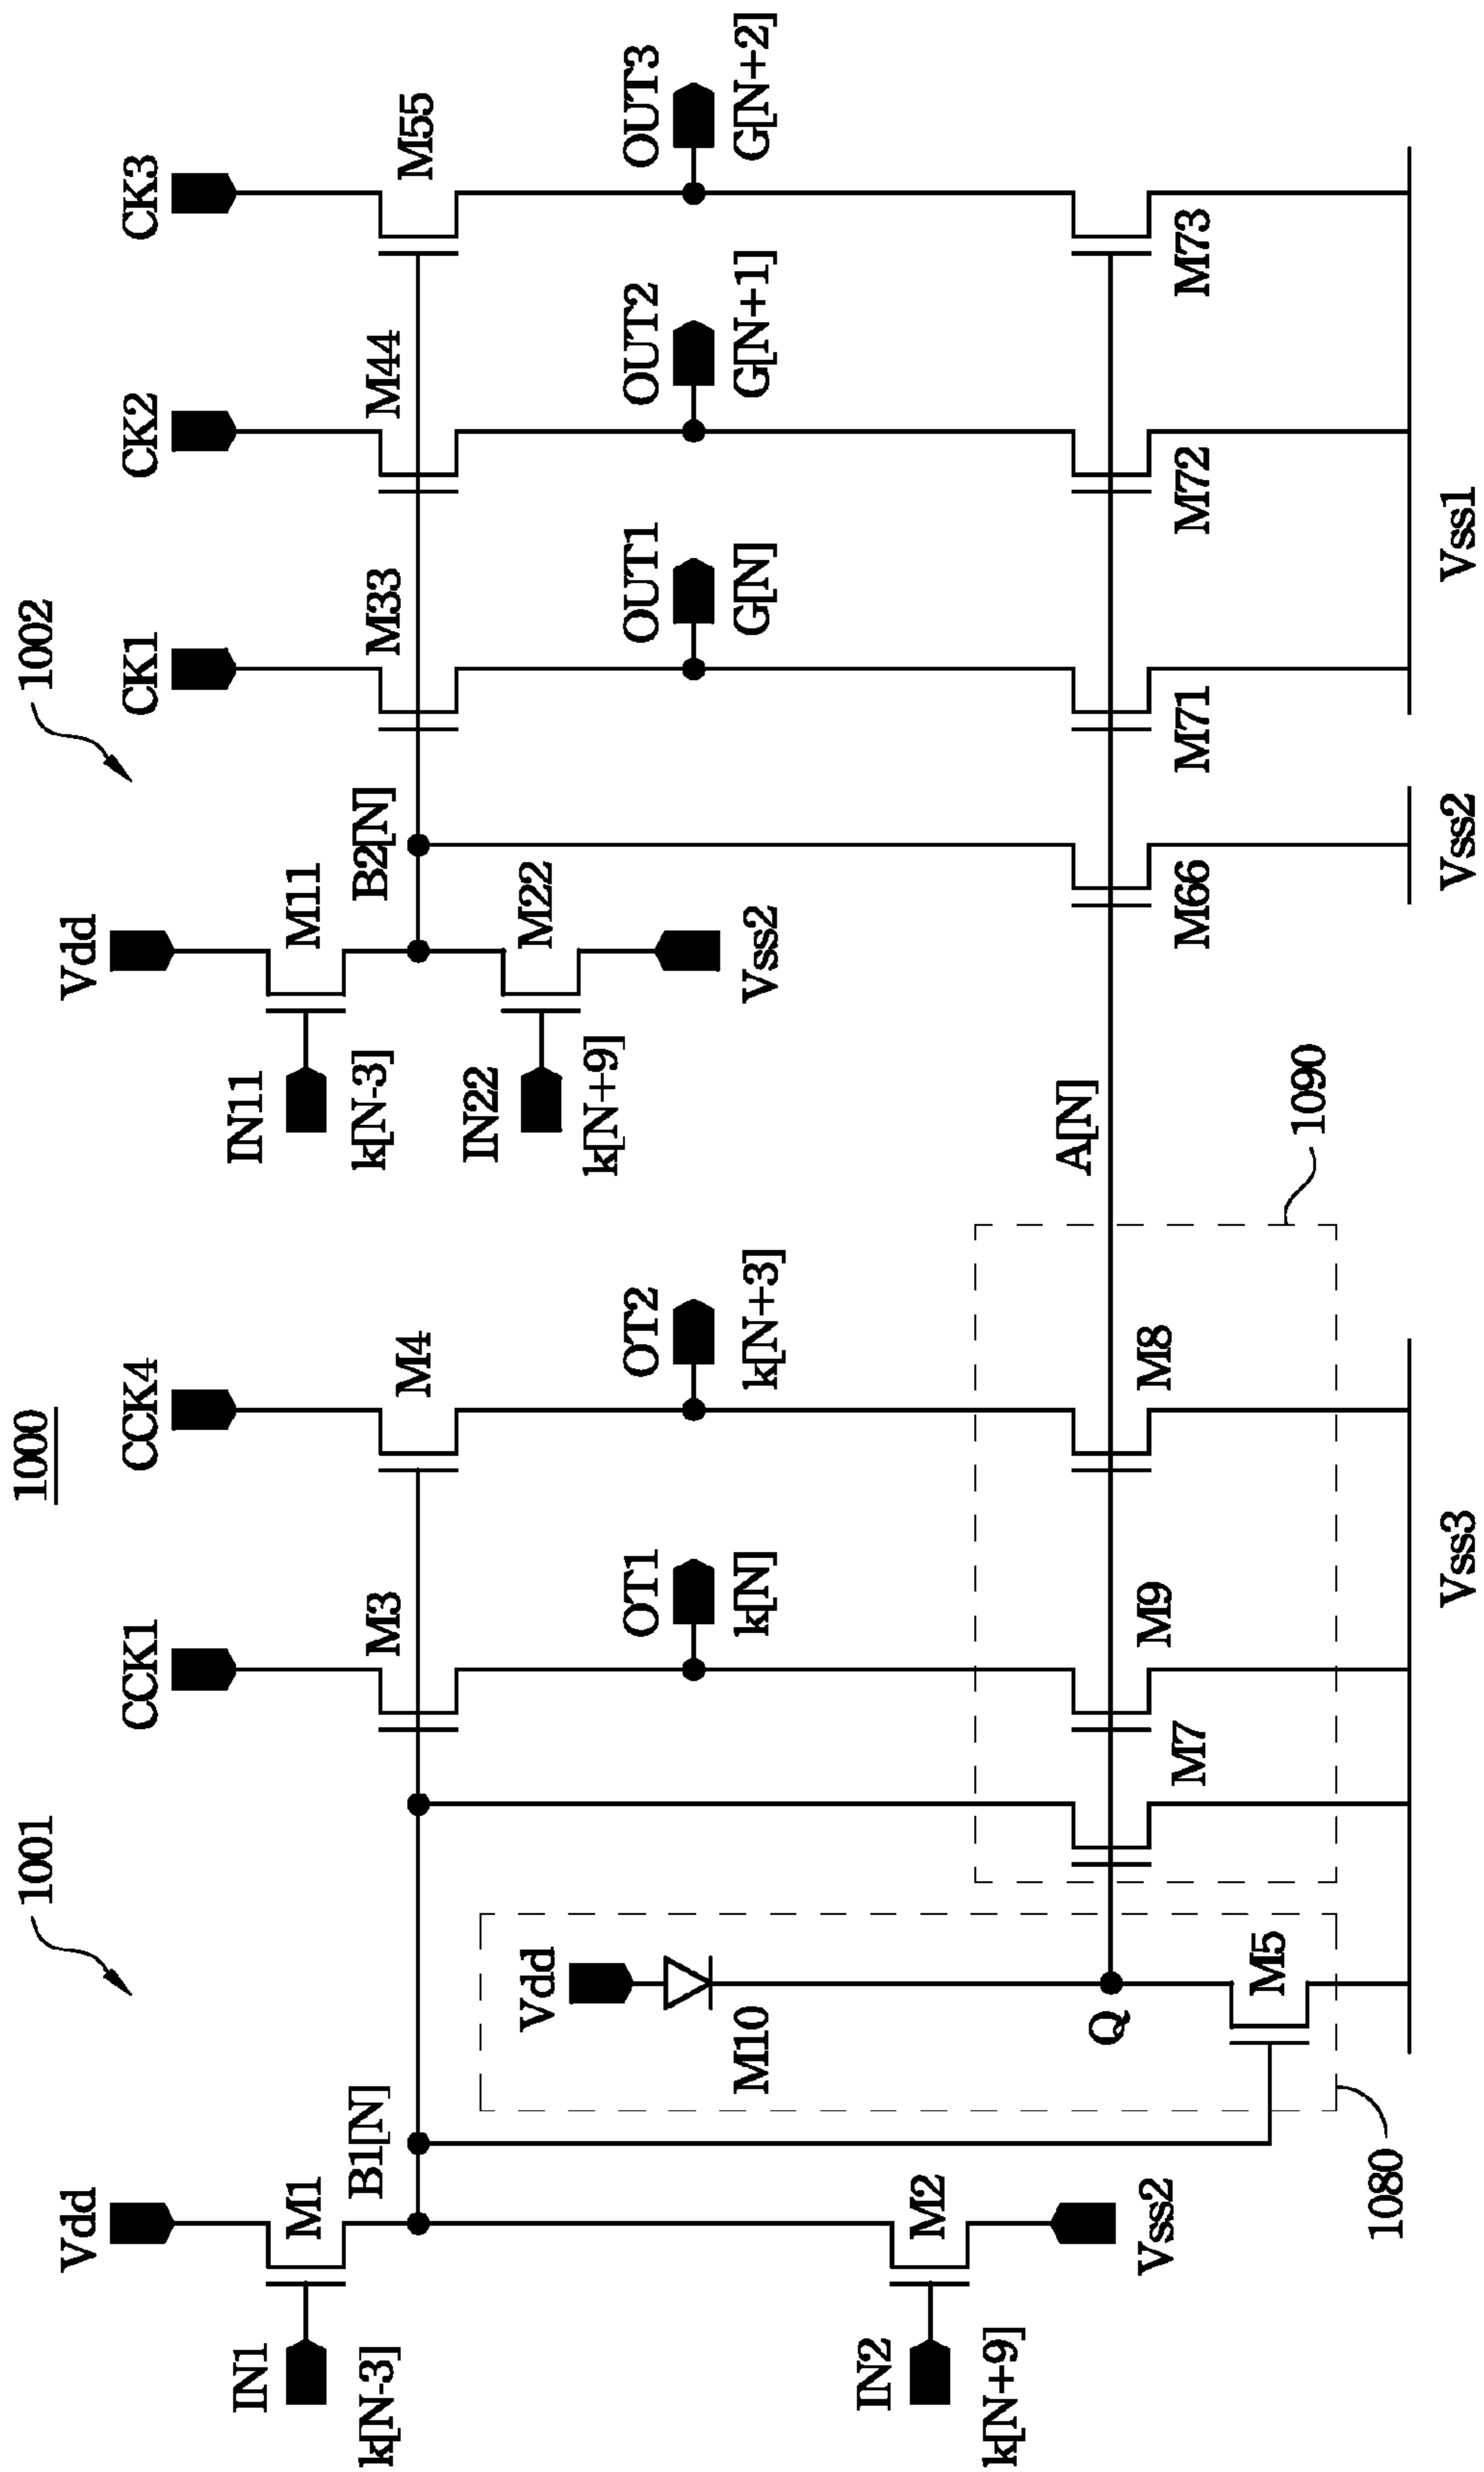 1000
1001
1002
Vdd
IN1
k[N-3]
M1
B1[N]
IN2
k[N+9]
M2
Vss2
1080
Vdd
M10
Q
M5
CCK1
M3
OT1
k[N]
M7
M9
CCK4
M4
OT2
k[N+3]
M8
Vss3
1090
A[N]
Vdd
IN11
k[N-3]
M11
B2[N]
IN22
k[N+9]
M22
Vss2
M66
Vss2
CK1
M33
OUT1
G[N]
M71
CK2
M44
OUT2
G[N+1]
M72
CK3
M55
OUT3
G[N+2]
M73
Vss1